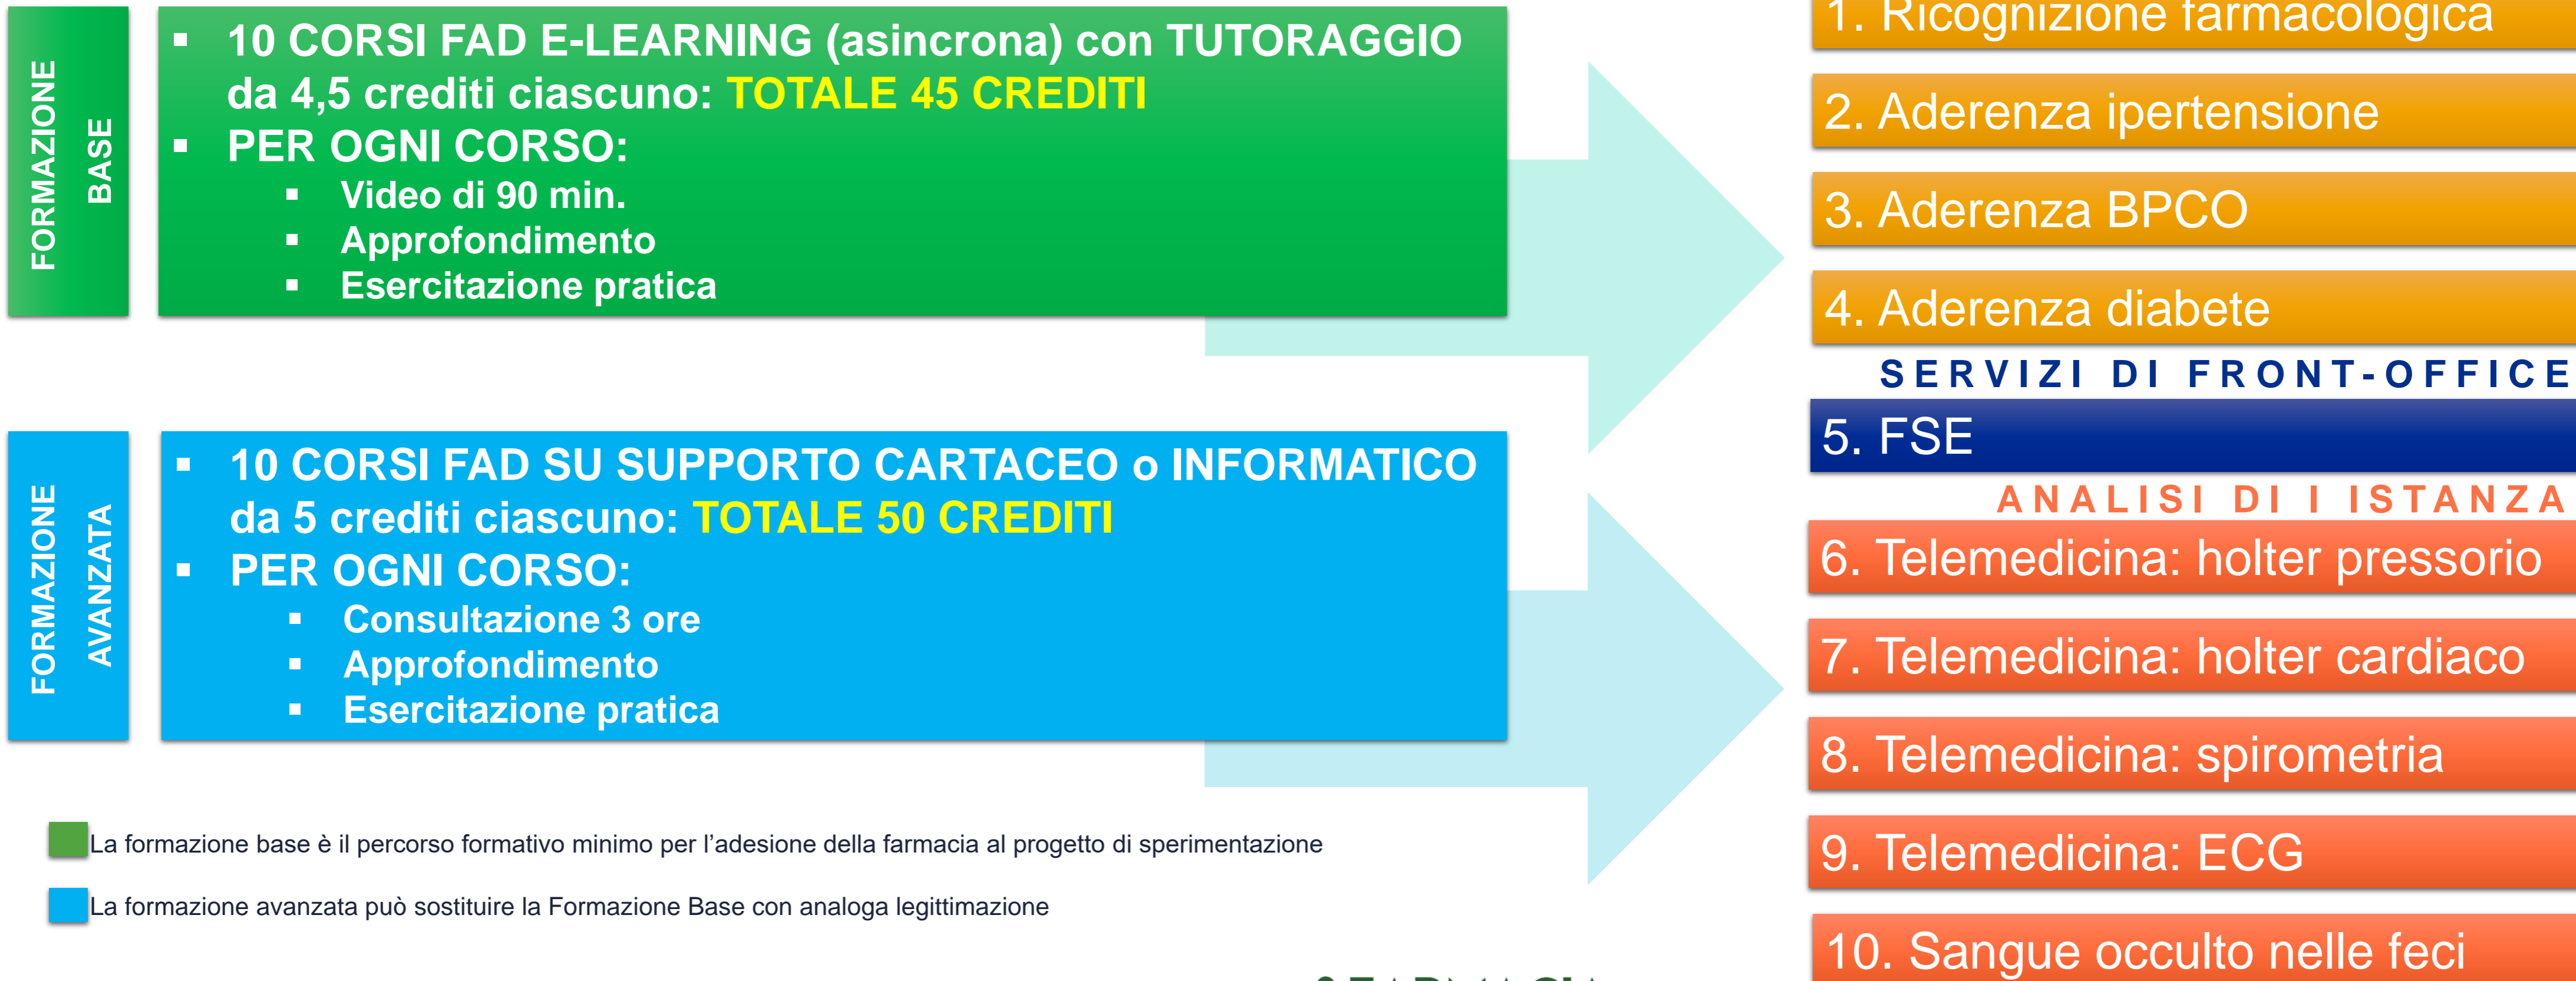 FORMAZIONE
BASE
▪ 10 CORSI FAD E-LEARNING (asincrona) con TUTORAGGIO
da 4,5 crediti ciascuno: TOTALE 45 CREDITI
▪ PER OGNI CORSO:
▪ Video di 90 min.
▪ Approfondimento
▪ Esercitazione pratica
FORMAZIONE
AVANZATA
▪ 10 CORSI FAD SU SUPPORTO CARTACEO o INFORMATICO
da 5 crediti ciascuno: TOTALE 50 CREDITI
▪ PER OGNI CORSO:
▪ Consultazione 3 ore
▪ Approfondimento
▪ Esercitazione pratica
La formazione base è il percorso formativo minimo per l’adesione della farmacia al progetto di sperimentazione
La formazione avanzata può sostituire la Formazione Base con analoga legittimazione
1. Ricognizione farmacologica
2. Aderenza ipertensione
3. Aderenza BPCO
4. Aderenza diabete
SERVIZI DI FRONT-OFFICE
5. FSE
ANALISI DI I ISTANZA
6. Telemedicina: holter pressorio
7. Telemedicina: holter cardiaco
8. Telemedicina: spirometria
9. Telemedicina: ECG
10. Sangue occulto nelle feci